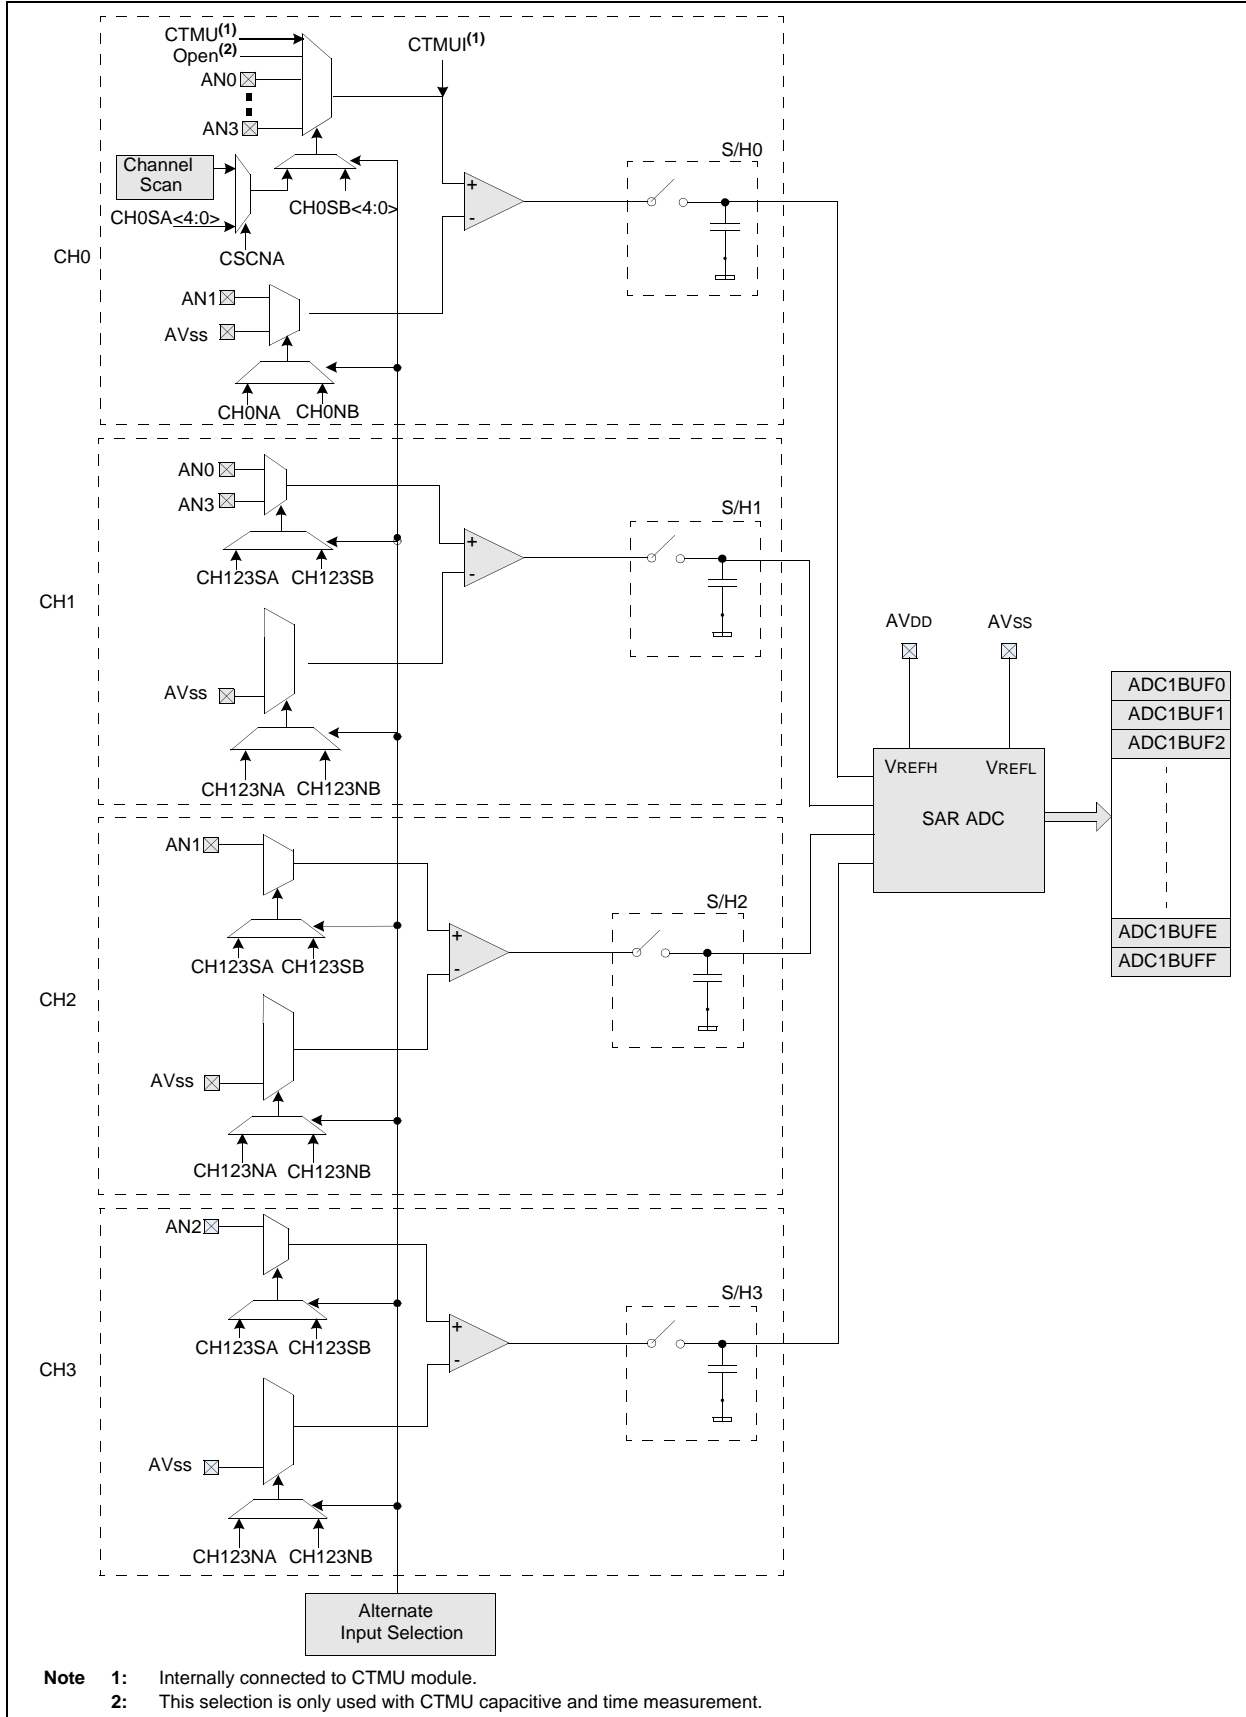 CTMU(1)
Open(2)
AN0
AN3
CTMUI(1)
Channel
Scan
CH0SA<4:0>
CH0SB<4:0>
CSCNA
CH0
+
-
S/H0
AN1
AVss
CH0NA CH0NB
AN0
AN3
CH123SA CH123SB
CH1
+
-
S/H1
AVss
CH123NA CH123NB
AVDD AVSS
VREFH VREFL
SAR ADC
ADC1BUF0
ADC1BUF1
ADC1BUF2
ADC1BUFE
ADC1BUFF
AN1
CH123SA CH123SB
CH2
+
-
S/H2
AVss
CH123NA CH123NB
AN2
CH123SA CH123SB
CH3
+
-
S/H3
AVss
CH123NA CH123NB
Alternate
Input Selection
Note 1: Internally connected to CTMU module.
2: This selection is only used with CTMU capacitive and time measurement.